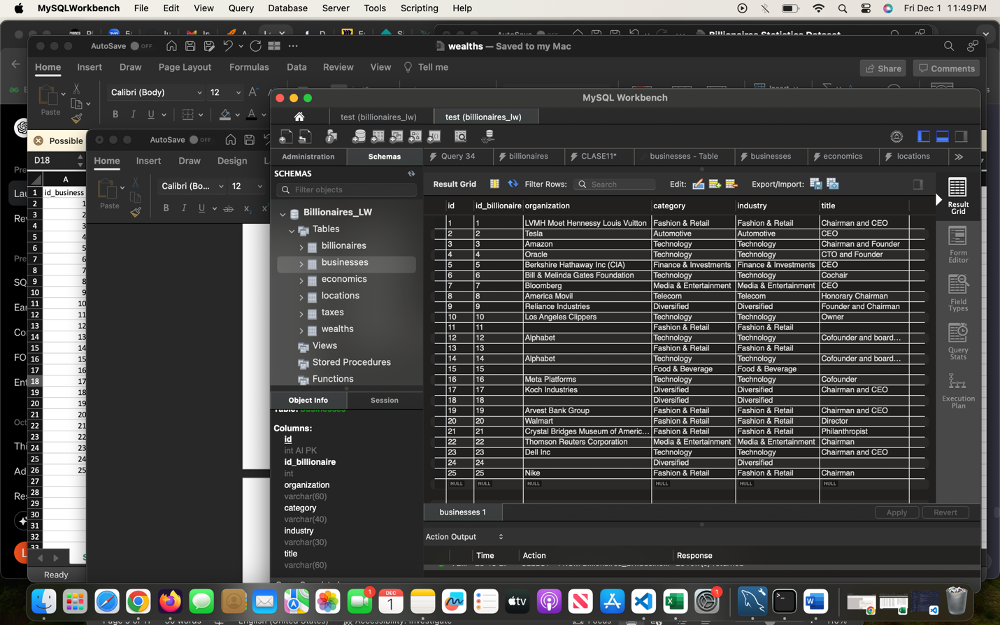 MySQLWorkbench File Edit View Query Database Server Tools Scripting Help Fri Dec 1 11:49 PM
AutoSave OFF Billionaires Statistics Dataset
AutoSave OFF wealths — Saved to my Mac
Home Insert Draw Page Layout Formulas Data Review View Tell me Share Comments
Paste Calibri (Body) 12
B I U A
MySQL Workbench
test (billionaires_lw) test (billionaires_lw)
Possible
AutoSave OFF
D18
Home Insert Draw Design
Calibri (Bo... 12
Paste
B I U ab x
A
1 id_business
2 1
3 2
4 3
5 4
6 5
7 6
8 7
9 8
10 9
11 10
12 11
13 12
14 13
15 14
16 15
17 16
18 17
19 18
20 19
21 20
22 21
23 22
24 23
25 24
26 25
27
28
29
30
31
32
33
Ready
Administration Schemas Query 34 billionaires CLASE11* businesses - Table businesses economics locations
SCHEMAS
Filter objects
Billionaires_LW
Tables
billionaires
businesses
economics
locations
taxes
wealths
Views
Stored Procedures
Functions
Object Info Session
Table: businesses
Columns:
id
int AI PK
id_billionaire
int
organization
varchar(60)
category
varchar(40)
industry
varchar(30)
title
varchar(60)
Result Grid Filter Rows: Search Edit: Export/Import:
id id_billionaire organization category industry title
1 1 LVMH Moet Hennessy Louis Vuitton Fashion & Retail Fashion & Retail Chairman and CEO
2 2 Tesla Automotive Automotive CEO
3 3 Amazon Technology Technology Chairman and Founder
4 4 Oracle Technology Technology CTO and Founder
5 5 Berkshire Hathaway Inc (CIA) Finance & Investments Finance & Investments CEO
6 6 Bill & Melinda Gates Foundation Technology Technology Cochair
7 7 Bloomberg Media & Entertainment Media & Entertainment CEO
8 8 America Movil Telecom Telecom Honorary Chairman
9 9 Reliance Industries Diversified Diversified Founder and Chairman
10 10 Los Angeles Clippers Technology Technology Owner
11 11 Fashion & Retail Fashion & Retail
12 12 Alphabet Technology Technology Cofounder and board...
13 13 Fashion & Retail Fashion & Retail
14 14 Alphabet Technology Technology Cofounder and board...
15 15 Food & Beverage Food & Beverage
16 16 Meta Platforms Technology Technology Cofounder
17 17 Koch Industries Diversified Diversified Chairman and CEO
18 18 Diversified Diversified
19 19 Arvest Bank Group Fashion & Retail Fashion & Retail Chairman and CEO
20 20 Walmart Fashion & Retail Fashion & Retail Director
21 21 Crystal Bridges Museum of Americ... Fashion & Retail Fashion & Retail Philanthropist
22 22 Thomson Reuters Corporation Media & Entertainment Media & Entertainment Chairman
23 23 Dell Inc Technology Technology Chairman and CEO
24 24 Diversified Diversified
25 25 Nike Fashion & Retail Fashion & Retail Chairman
NULL NULL NULL NULL NULL NULL
Result Grid
Form Editor
Field Types
Query Stats
Execution Plan
businesses 1 Apply Revert
Action Output
Time Action Response
DEC 1
1
tv
1